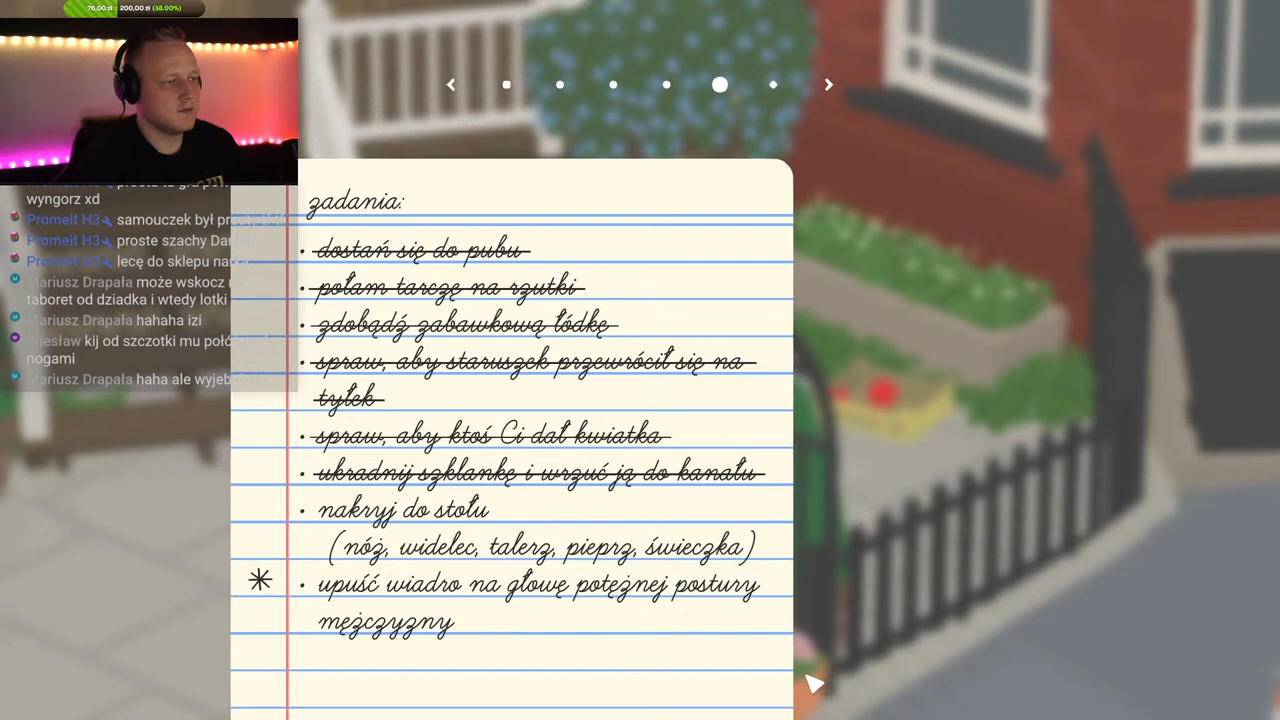 76,00 zł : 200,00 zł (38.00%)
wyngorz xd
Promeit H3 samouczek był
Promeit H3 proste szachy
Promeit H3 lecę do sklepu
Mariusz Drapała może wskocz
taboret od dziadka i wtedy lotki
Mariusz Drapała hahaha izi
Wiesław kij od szczotki mu
nogami
Mariusz Drapała haha ale
zadania:
• dostań się do pubu
• połam tarczę na rzutki
• zdobądź zabawkową łódkę
• spraw, aby staruszek przewrócił się na
tyłek
• spraw, aby ktoś Ci dał kwiatka
• ukradnij szklankę i wrzuć ją do kanału
• nakryj do stołu
(nóż, widelec, talerz, pieprz, świeczka)
• upuść wiadro na głowę potężnej postury
mężczyzny